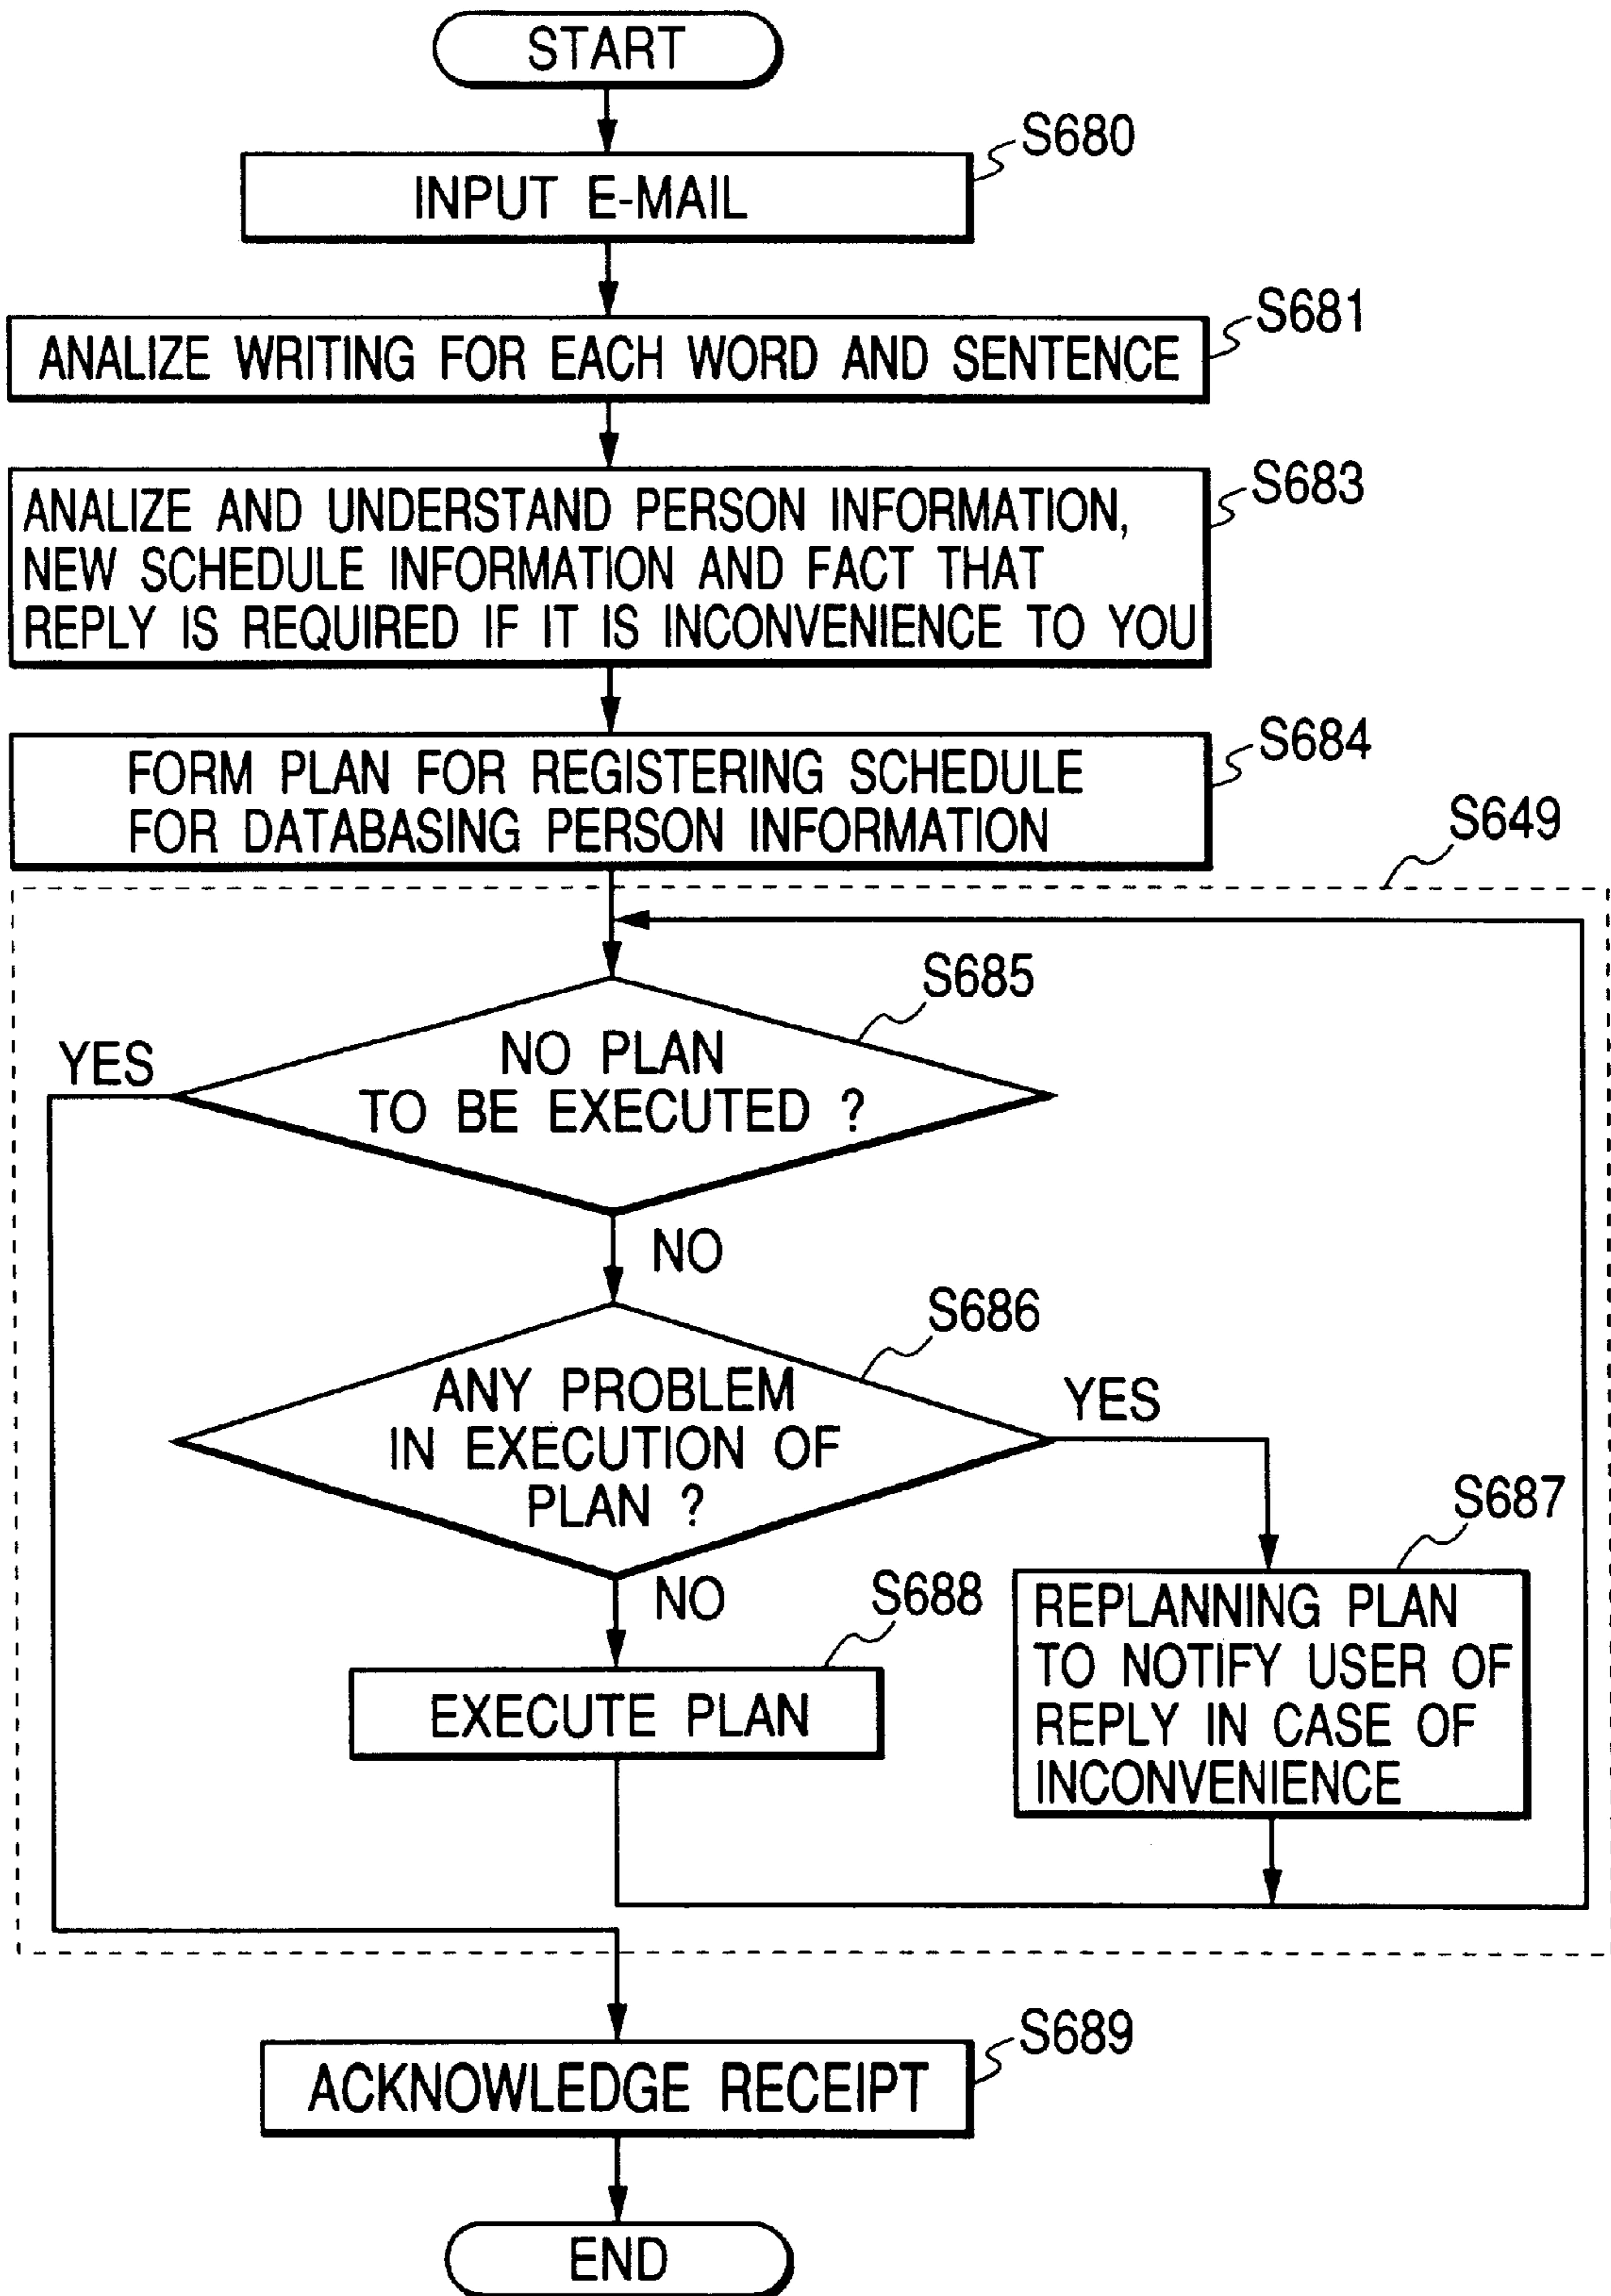 START
S680
INPUT E-MAIL
S681
ANALIZE WRITING FOR EACH WORD AND SENTENCE
S683
ANALIZE AND UNDERSTAND PERSON INFORMATION,
NEW SCHEDULE INFORMATION AND FACT THAT
REPLY IS REQUIRED IF IT IS INCONVENIENCE TO YOU
S684
FORM PLAN FOR REGISTERING SCHEDULE
FOR DATABASING PERSON INFORMATION
S649
S685
YES
NO PLAN
TO BE EXECUTED ?
NO
S686
ANY PROBLEM
IN EXECUTION OF
PLAN ?
YES
NO
S687
REPLANNING PLAN
TO NOTIFY USER OF
REPLY IN CASE OF
INCONVENIENCE
S688
EXECUTE PLAN
S689
ACKNOWLEDGE RECEIPT
END